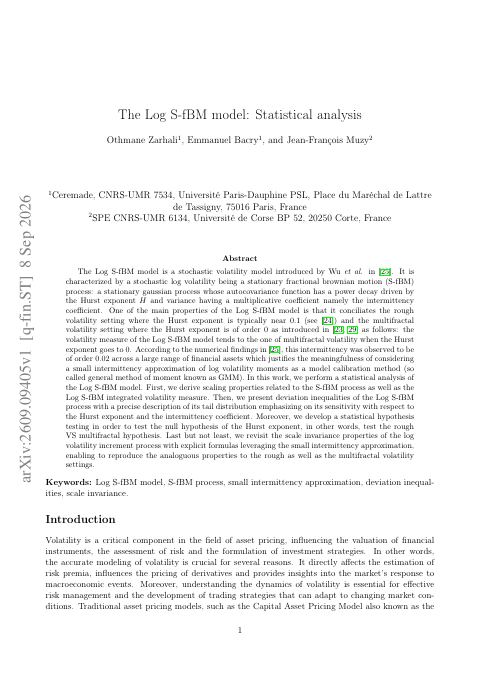 The Log S-fBM model: Statistical analysis
Othmane Zarhali¹, Emmanuel Bacry¹, and Jean-François Muzy²
¹Ceremade, CNRS-UMR 7534, Université Paris-Dauphine PSL, Place du Maréchal de Lattre
de Tassigny, 75016 Paris, France
²SPE CNRS-UMR 6134, Université de Corse BP 52, 20250 Corte, France
arXiv:2609.09405v1 [q-fin.ST] 8 Sep 2026
Abstract
The Log S-fBM model is a stochastic volatility model introduced by Wu et al. in [25]. It is
characterized by a stochastic log volatility being a stationary fractional brownian motion (S-fBM)
process: a stationary gaussian process whose autocovariance function has a power decay driven by
the Hurst exponent H and variance having a multiplicative coefficient namely the intermittency
coefficient. One of the main properties of the Log S-fBM model is that it conciliates the rough
volatility setting where the Hurst exponent is typically near 0.1 (see [24]) and the multifractal
volatility setting where the Hurst exponent is of order 0 as introduced in [23, 29] as follows: the
volatility measure of the Log S-fBM model tends to the one of multifractal volatility when the Hurst
exponent goes to 0. According to the numerical findings in [25], this intermittency was observed to be
of order 0.02 across a large range of financial assets which justifies the meaningfulness of considering
a small intermittency approximation of log volatility moments as a model calibration method (so
called general method of moment known as GMM). In this work, we perform a statistical analysis of
the Log S-fBM model. First, we derive scaling properties related to the S-fBM process as well as the
Log S-fBM integrated volatility measure. Then, we present deviation inequalities of the Log S-fBM
process with a precise description of its tail distribution emphasizing on its sensitivity with respect to
the Hurst exponent and the intermittency coefficient. Moreover, we develop a statistical hypothesis
testing in order to test the null hypothesis of the Hurst exponent, in other words, test the rough
VS multifractal hypothesis. Last but not least, we revisit the scale invariance properties of the log
volatility increment process with explicit formulas leveraging the small intermittency approximation,
enabling to reproduce the analogous properties to the rough as well as the multifractal volatility
settings.
Keywords: Log S-fBM model, S-fBM process, small intermittency approximation, deviation inequal-
ities, scale invariance.
Introduction
Volatility is a critical component in the field of asset pricing, influencing the valuation of financial
instruments, the assessment of risk and the formulation of investment strategies. In other words,
the accurate modeling of volatility is crucial for several reasons. It directly affects the estimation of
risk premia, influences the pricing of derivatives and provides insights into the market's response to
macroeconomic events. Moreover, understanding the dynamics of volatility is essential for effective
risk management and the development of trading strategies that can adapt to changing market con-
ditions. Traditional asset pricing models, such as the Capital Asset Pricing Model also known as the
1